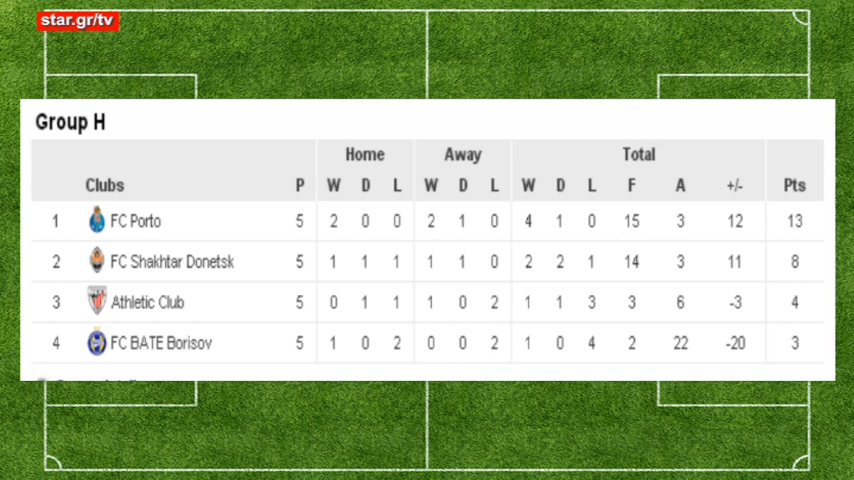 star.gr/tv
Group H
Home Away Total
Clubs P W D L W D L W D L F A +/- Pts
1 FC Porto 5 2 0 0 2 1 0 4 1 0 15 3 12 13
2 FC Shakhtar Donetsk 5 1 1 1 1 1 0 2 2 1 14 3 11 8
3 Athletic Club 5 0 1 1 1 0 2 1 1 3 3 6 -3 4
4 FC BATE Borisov 5 1 0 2 0 0 2 1 0 4 2 22 -20 3